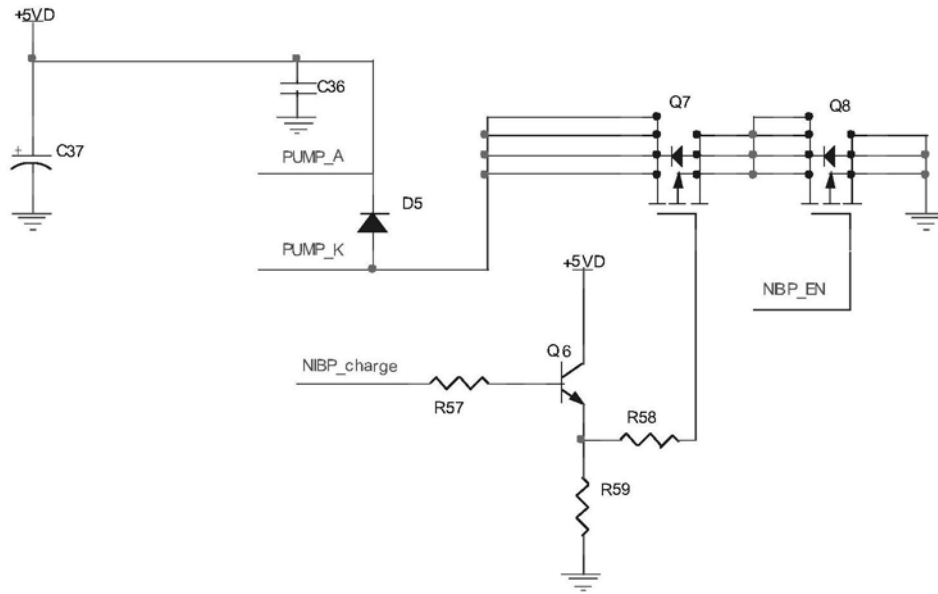 +5VD
C36
C37
PUMP_A
D5
PUMP_K
Q7
Q8
+5VD
NIBP_EN
Q6
NIBP_charge
R57
R58
R59
+